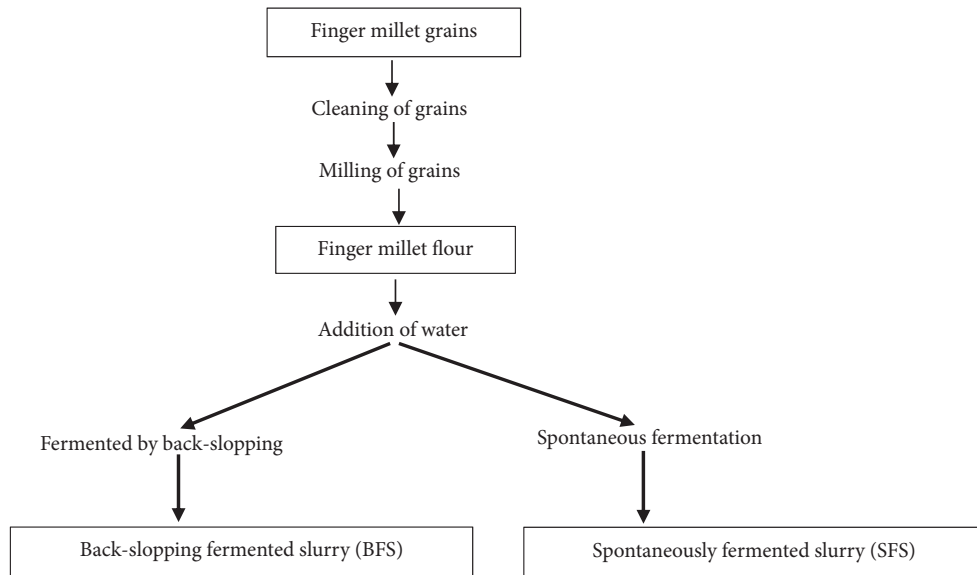 Finger millet grains
Cleaning of grains
Milling of grains
Finger millet flour
Addition of water
Fermented by back-slopping
Spontaneous fermentation
Back-slopping fermented slurry (BFS)
Spontaneously fermented slurry (SFS)